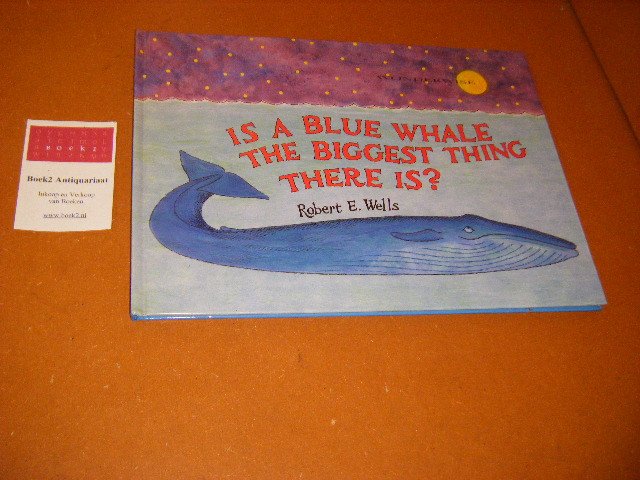 BOEK2
Boek2 Antiquariaat
Inkoop en Verkoop
van Boeken
www.boek2.nl
IS A BLUE WHALE
THE BIGGEST THING
THERE IS?
Robert E. Wells